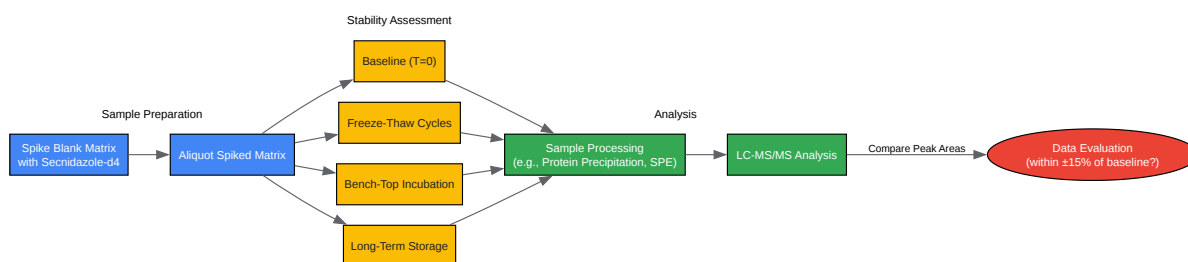 Stability Assessment
Baseline (T=0)
Sample Preparation
Analysis
Freeze-Thaw Cycles
Spike Blank Matrix
with Secnidazole-d4
Aliquot Spiked Matrix
Sample Processing
(e.g., Protein Precipitation, SPE)
LC-MS/MS Analysis
Compare Peak Areas
Data Evaluation
(within ±15% of baseline?)
Bench-Top Incubation
Long-Term Storage